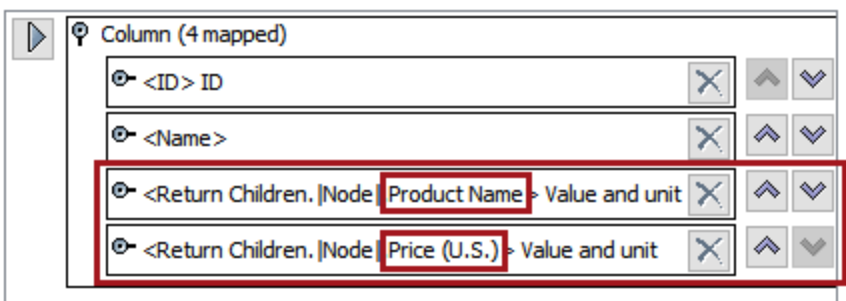 Column (4 mapped)
<ID> ID
<Name>
<Return Children.|Node|Product Name> Value and unit
<Return Children.|Node|Price (U.S.)> Value and unit